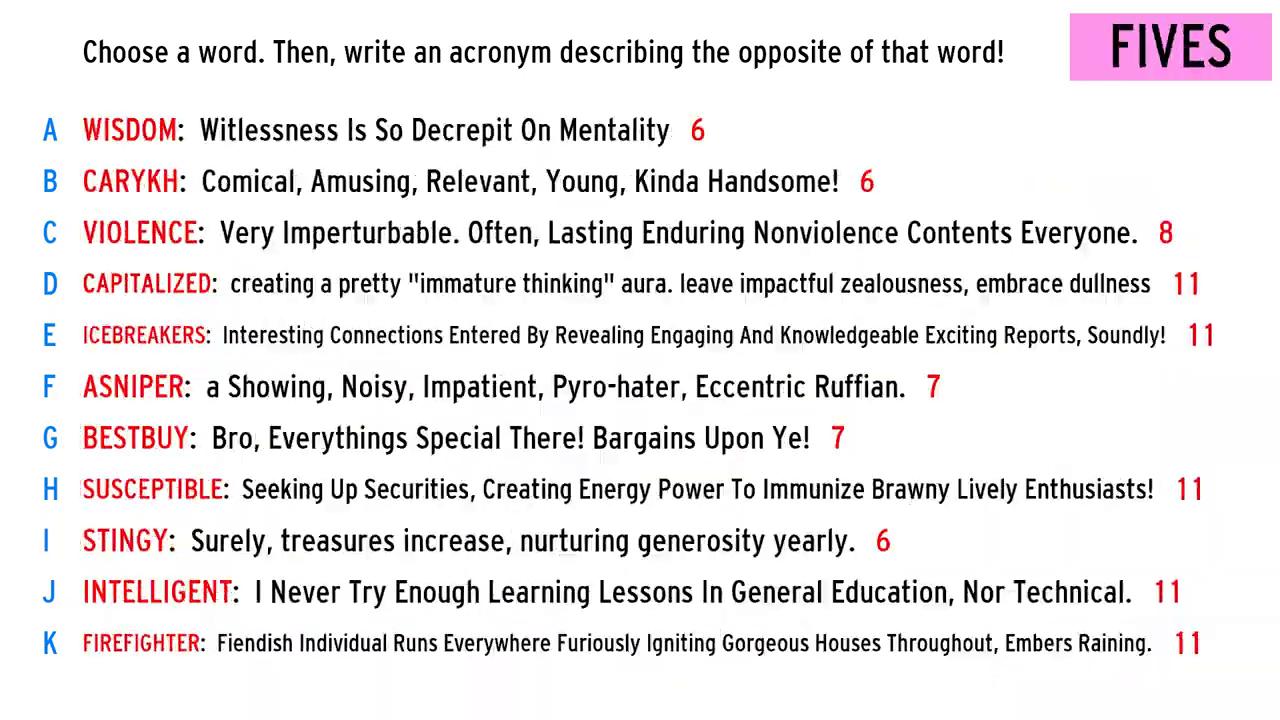 Choose a word. Then, write an acronym describing the opposite of that word!
FIVES
A WISDOM: Witlessness Is So Decrepit On Mentality 6
B CARYKH: Comical, Amusing, Relevant, Young, Kinda Handsome! 6
C VIOLENCE: Very Imperturbable. Often, Lasting Enduring Nonviolence Contents Everyone. 8
D CAPITALIZED: creating a pretty "immature thinking" aura. leave impactful zealousness, embrace dullness 11
E ICEBREAKERS: Interesting Connections Entered By Revealing Engaging And Knowledgeable Exciting Reports, Soundly! 11
F ASNIPER: a Showing, Noisy, Impatient, Pyro-hater, Eccentric Ruffian. 7
G BESTBUY: Bro, Everythings Special There! Bargains Upon Ye! 7
H SUSCEPTIBLE: Seeking Up Securities, Creating Energy Power To Immunize Brawny Lively Enthusiasts! 11
I STINGY: Surely, treasures increase, nurturing generosity yearly. 6
J INTELLIGENT: I Never Try Enough Learning Lessons In General Education, Nor Technical. 11
K FIREFIGHTER: Fiendish Individual Runs Everywhere Furiously Igniting Gorgeous Houses Throughout, Embers Raining. 11